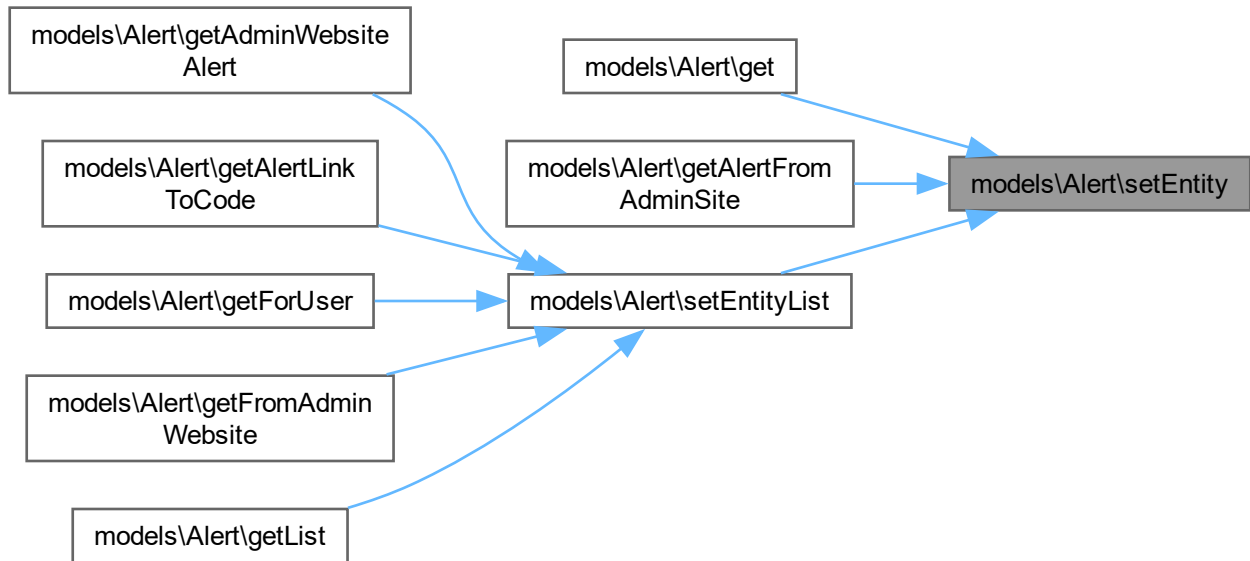 models\Alert\getAdminWebsite
Alert
models\Alert\getAlertLink
ToCode
models\Alert\getForUser
models\Alert\getFromAdmin
Website
models\Alert\getList
models\Alert\get
models\Alert\getAlertFrom
AdminSite
models\Alert\setEntityList
models\Alert\setEntity